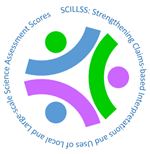 SCILLSS: Strengthening Claims-based Interpretations and Uses of Local and Large-scale Science Assessment Scores